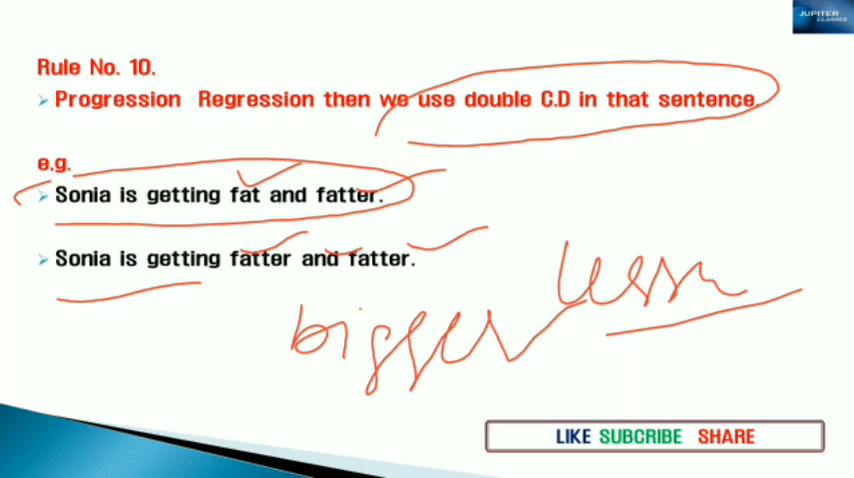 JUPITER
CLASSES
Rule No. 10.
➢ Progression Regression then we use double C.D in that sentence.
e.g.
➢ Sonia is getting fat and fatter.
➢ Sonia is getting fatter and fatter.
bigger
LIKE SUBCRIBE SHARE